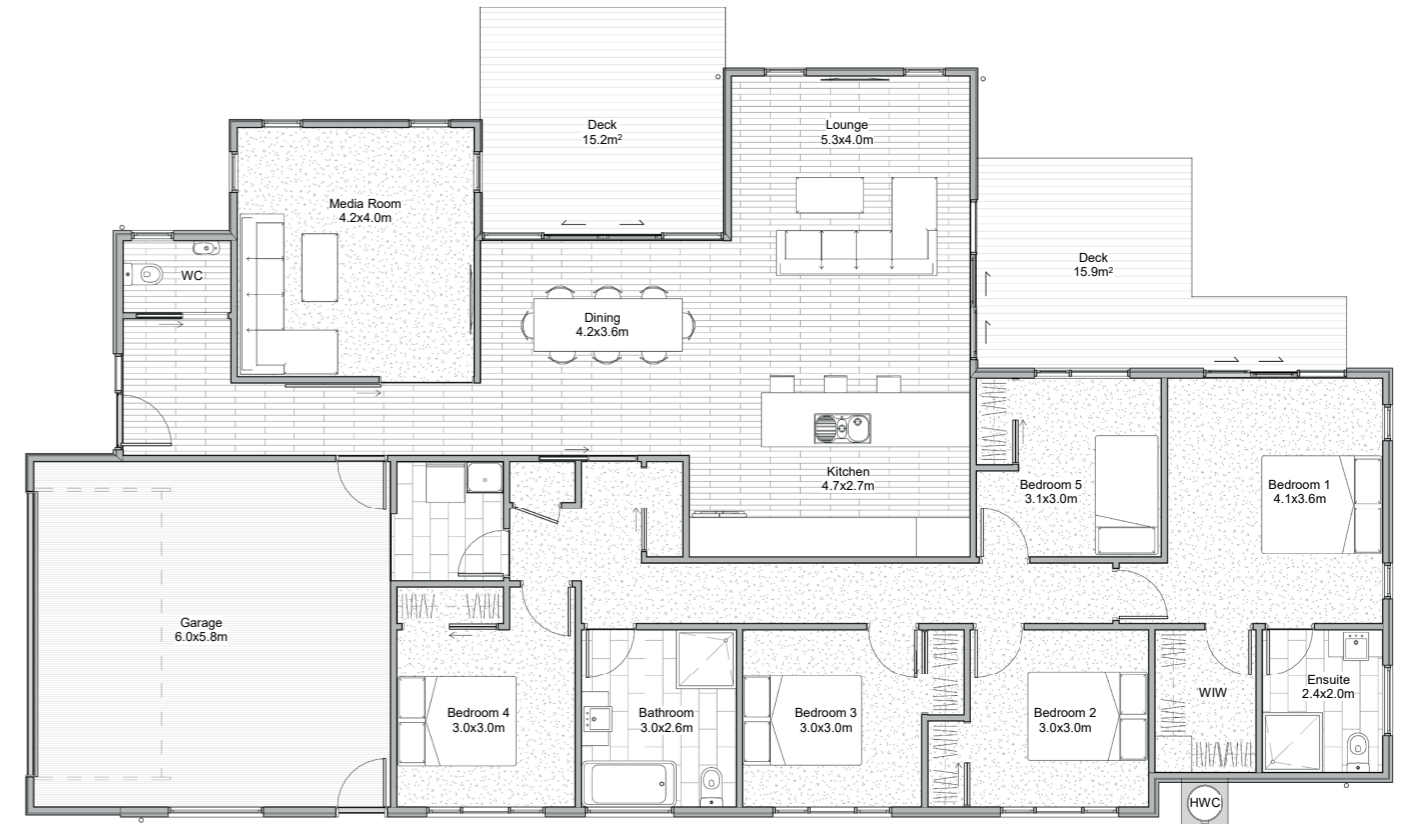 Deck
15.2m²
Lounge
5.3x4.0m
Media Room
4.2x4.0m
WC
Deck
15.9m²
Dining
4.2x3.6m
Kitchen
4.7x2.7m
Bedroom 5
3.1x3.0m
Bedroom 1
4.1x3.6m
Garage
6.0x5.8m
Bedroom 4
3.0x3.0m
Bathroom
3.0x2.6m
Bedroom 3
3.0x3.0m
Bedroom 2
3.0x3.0m
WIW
Ensuite
2.4x2.0m
HWC